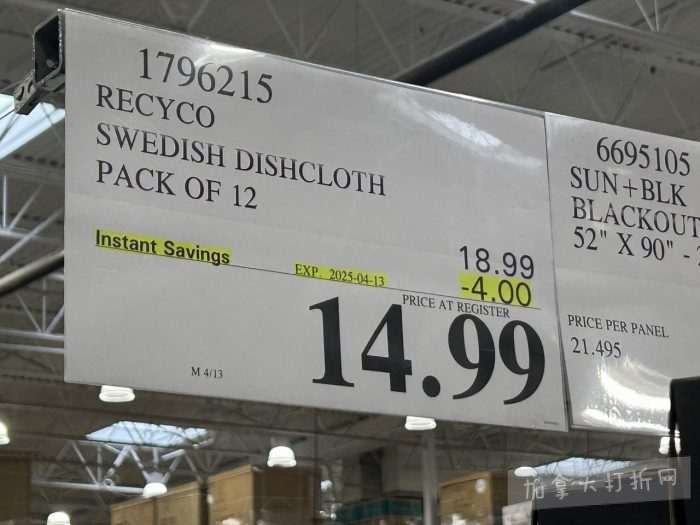 1796215
RECYCO
SWEDISH DISHCLOTH
PACK OF 12
Instant Savings
EXP. 2025-04-13
18.99
-4.00
PRICE AT REGISTER
14.99
M 4/13
6695105
SUN+BLK
BLACKOUT
52" X 90" -
PRICE PER PANEL
21.495
加拿大打折网